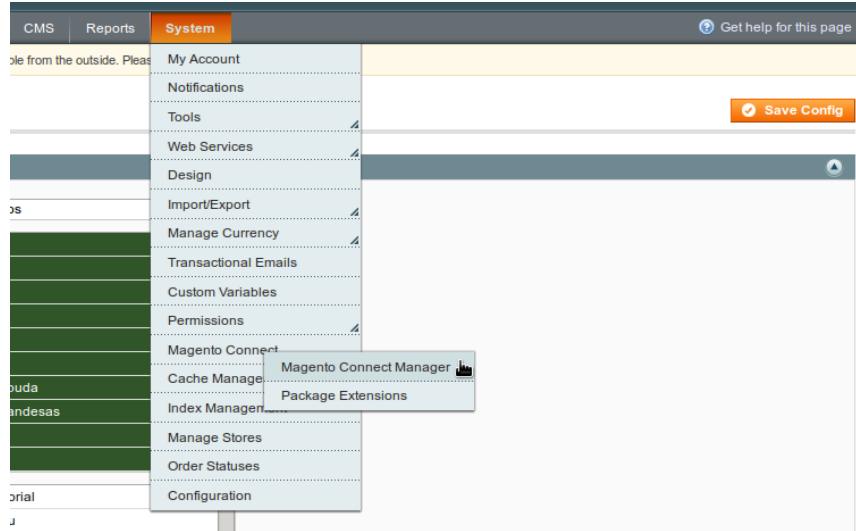 CMS Reports System Get help for this page
ble from the outside. Pleas
My Account
Notifications
Save Config
Tools
Web Services
Design
Import/Export
os
Manage Currency
Transactional Emails
Custom Variables
Permissions
Magento Connect
Magento Connect Manager
Cache Manage
ouda
Package Extensions
Index Management
andesas
Manage Stores
Order Statuses
Configuration
orial
u